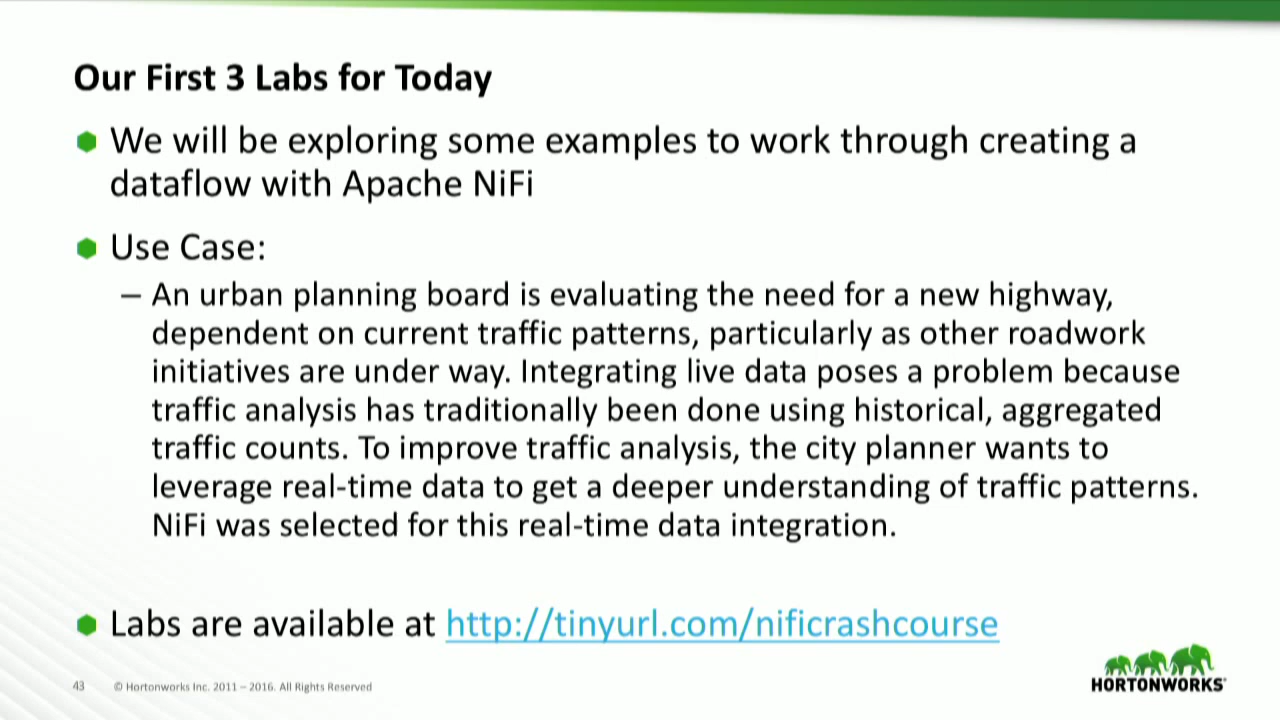 Our First 3 Labs for Today
We will be exploring some examples to work through creating a
dataflow with Apache NiFi
Use Case:
– An urban planning board is evaluating the need for a new highway,
dependent on current traffic patterns, particularly as other roadwork
initiatives are under way. Integrating live data poses a problem because
traffic analysis has traditionally been done using historical, aggregated
traffic counts. To improve traffic analysis, the city planner wants to
leverage real-time data to get a deeper understanding of traffic patterns.
NiFi was selected for this real-time data integration.
Labs are available at http://tinyurl.com/nificrashcourse
43 © Hortonworks Inc. 2011 – 2016. All Rights Reserved
HORTONWORKS